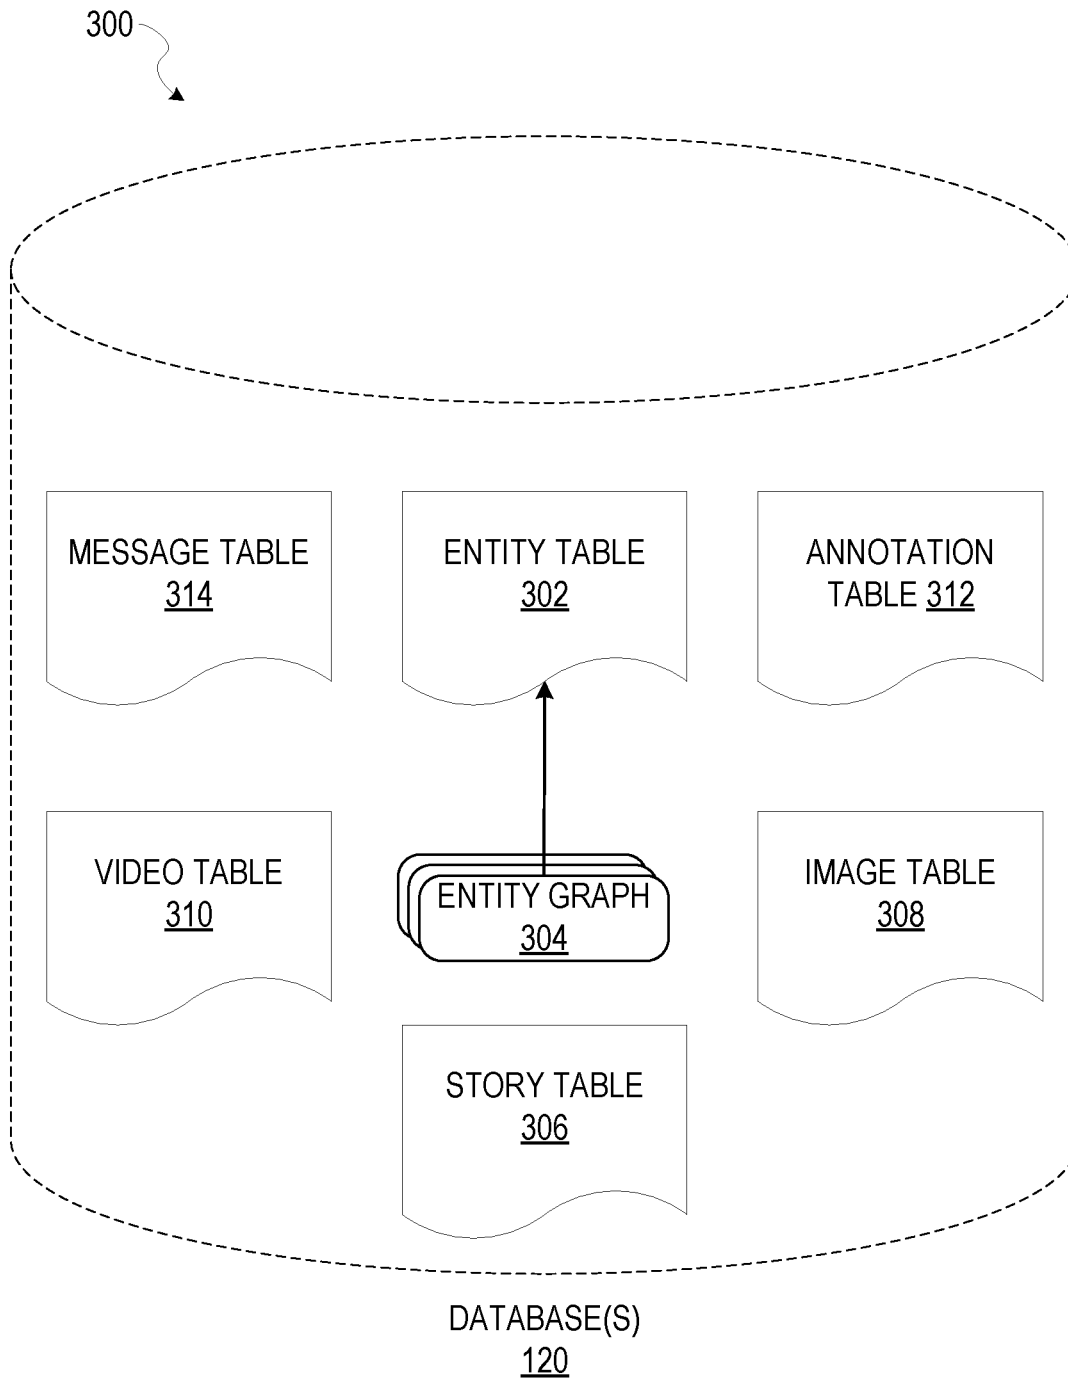 300
MESSAGE TABLE
314
ENTITY TABLE
302
ANNOTATION
TABLE 312
VIDEO TABLE
310
ENTITY GRAPH
304
IMAGE TABLE
308
STORY TABLE
306
DATABASE(S)
120